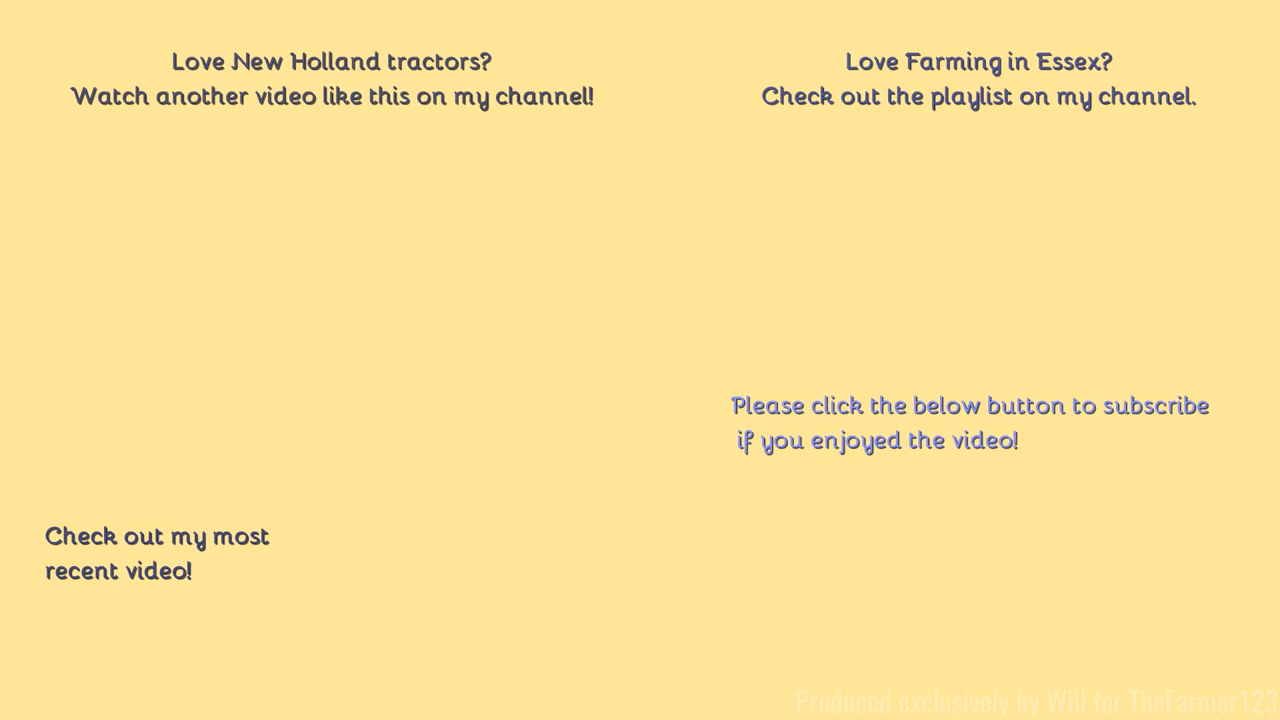 Love New Holland tractors?
Watch another video like this on my channel!
Love Farming in Essex?
Check out the playlist on my channel.
Please click the below button to subscribe
if you enjoyed the video!
Check out my most
recent video!
Produced exclusively by Will for TheFarmer123